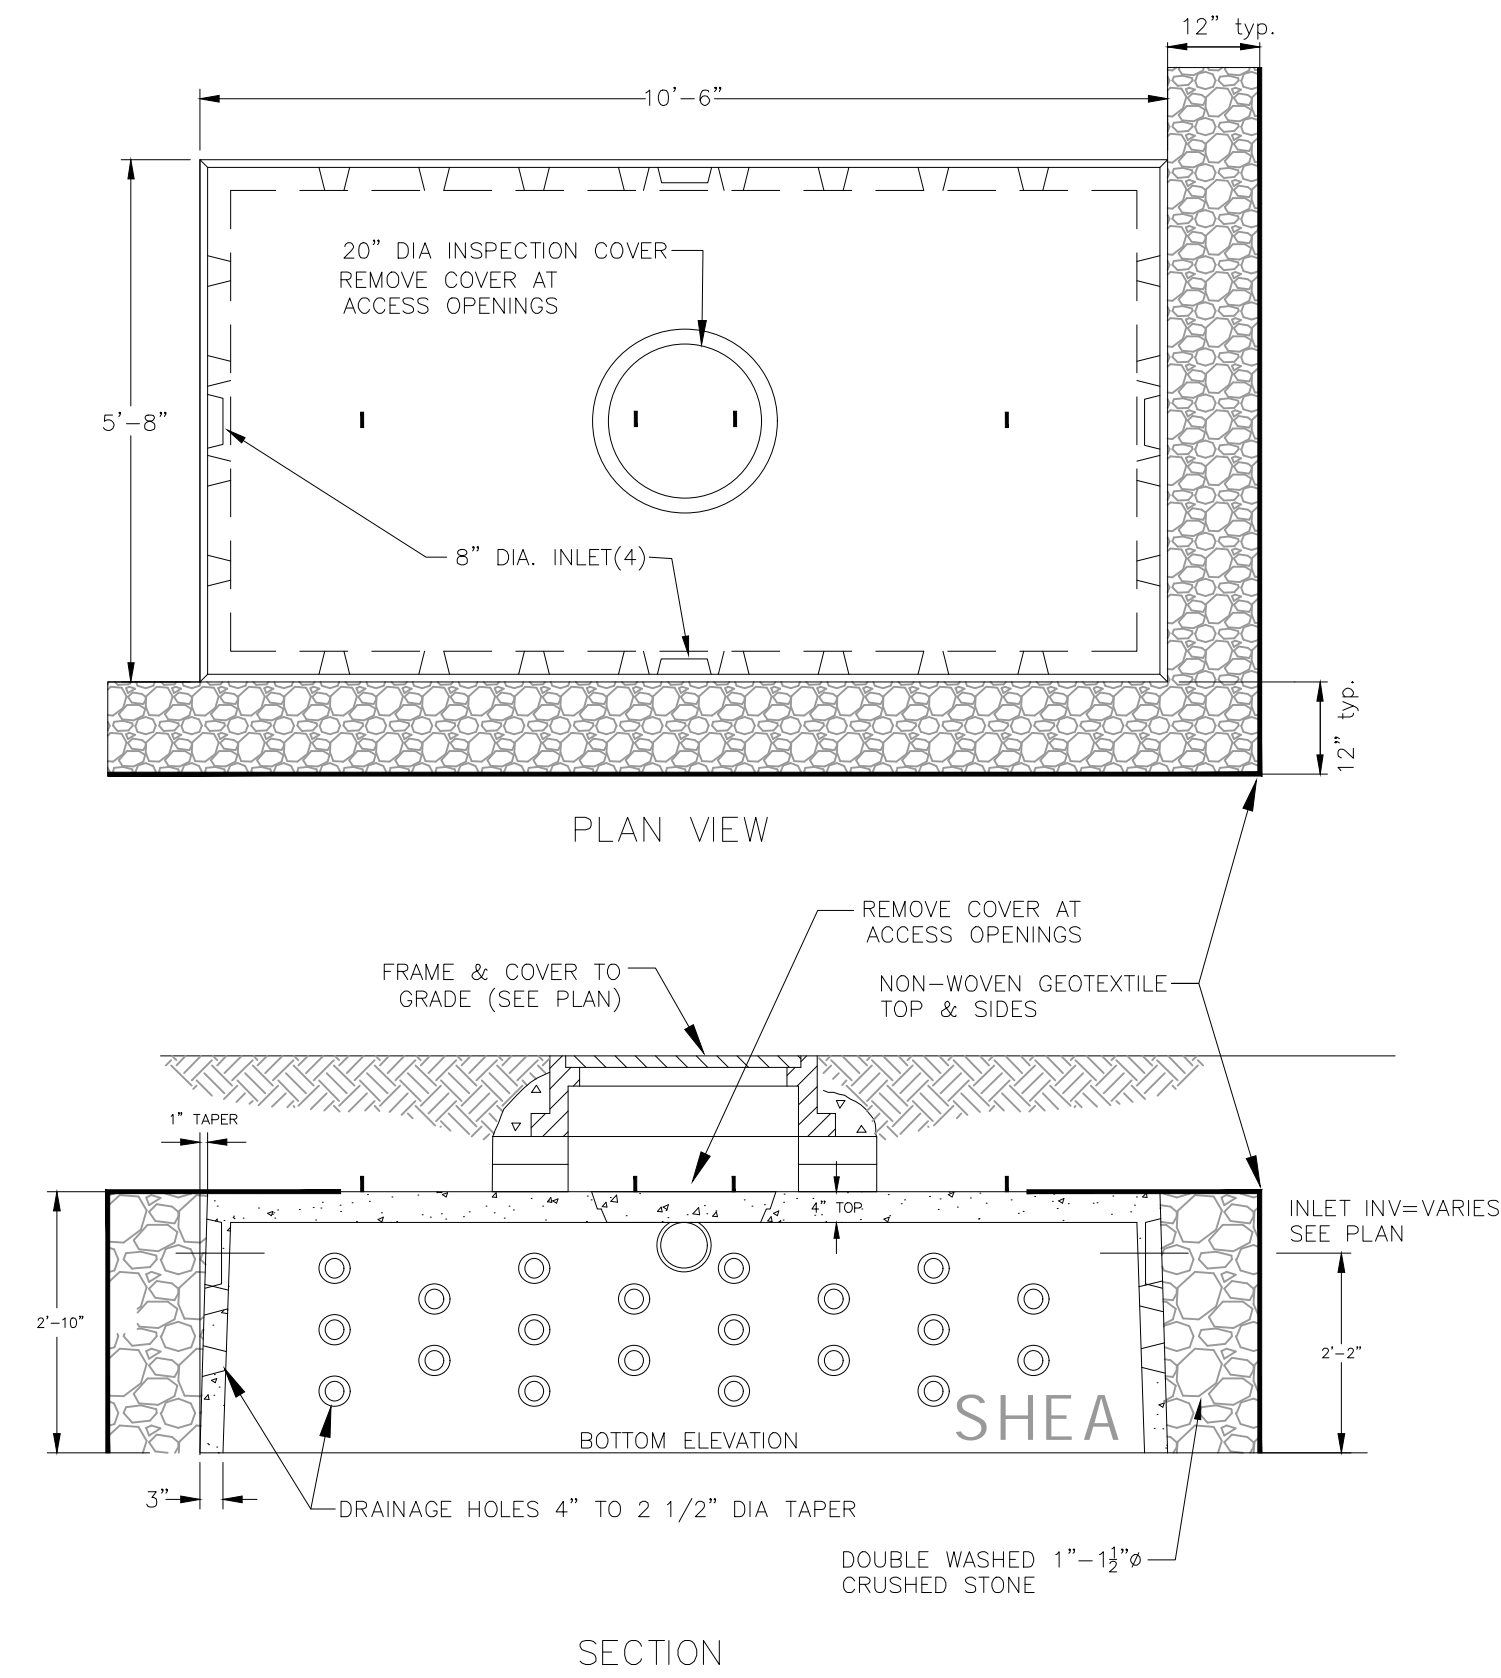 12” typ.
10’–6”
20” DIA INSPECTION COVER
REMOVE COVER AT
ACCESS OPENINGS
5’–8”
8” DIA. INLET(4)
12” typ.
PLAN VIEW
REMOVE COVER AT
ACCESS OPENINGS
FRAME & COVER TO
GRADE (SEE PLAN)
NON–WOVEN GEOTEXTILE
TOP & SIDES
1” TAPER
4” TOP
INLET INV=VARIES
SEE PLAN
2’–10”
2’–2”
SHEA
BOTTOM ELEVATION
3”
DRAINAGE HOLES 4” TO 2 1/2” DIA TAPER
DOUBLE WASHED 1”–1½”ø
CRUSHED STONE
SECTION